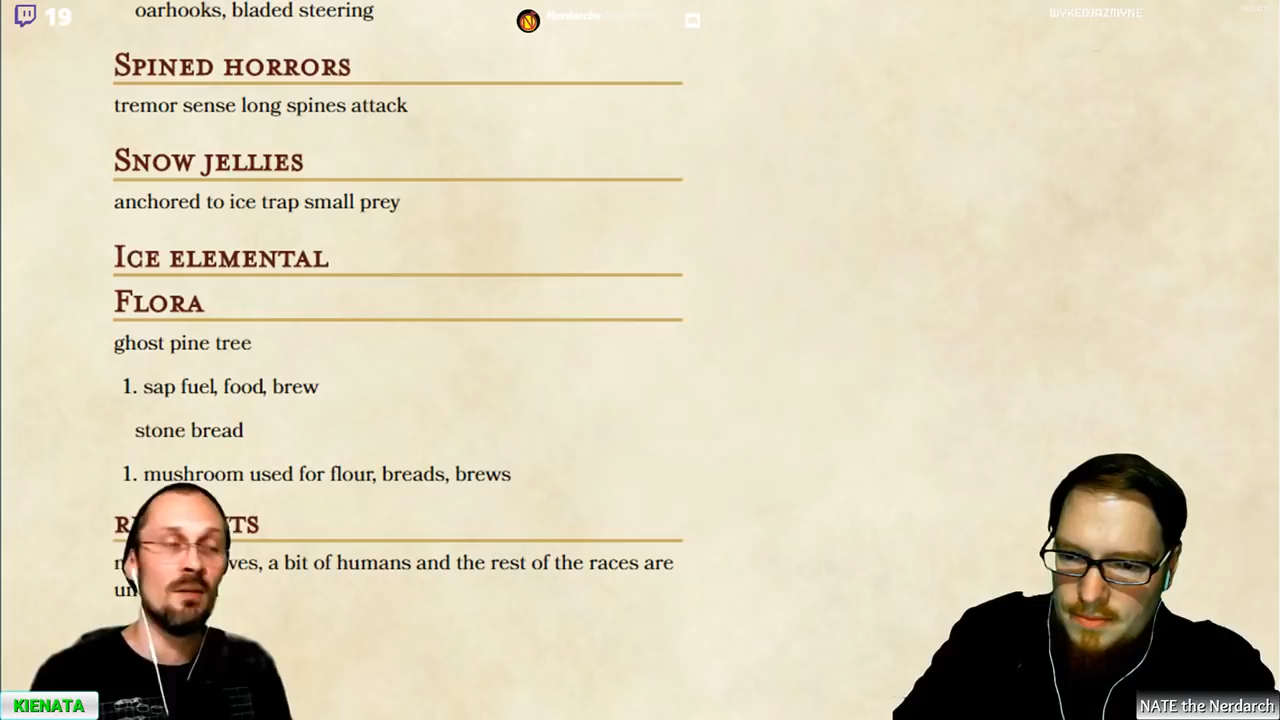 19
Nerdarchy
WYKEDJAZMYNE
oarhooks, bladed steering
SPINED HORRORS
tremor sense long spines attack
SNOW JELLIES
anchored to ice trap small prey
ICE ELEMENTAL
FLORA
ghost pine tree
1. sap fuel, food, brew
stone bread
1. mushroom used for flour, breads, brews
a bit of humans and the rest of the races are
KIENATA
NATE the Nerdarch